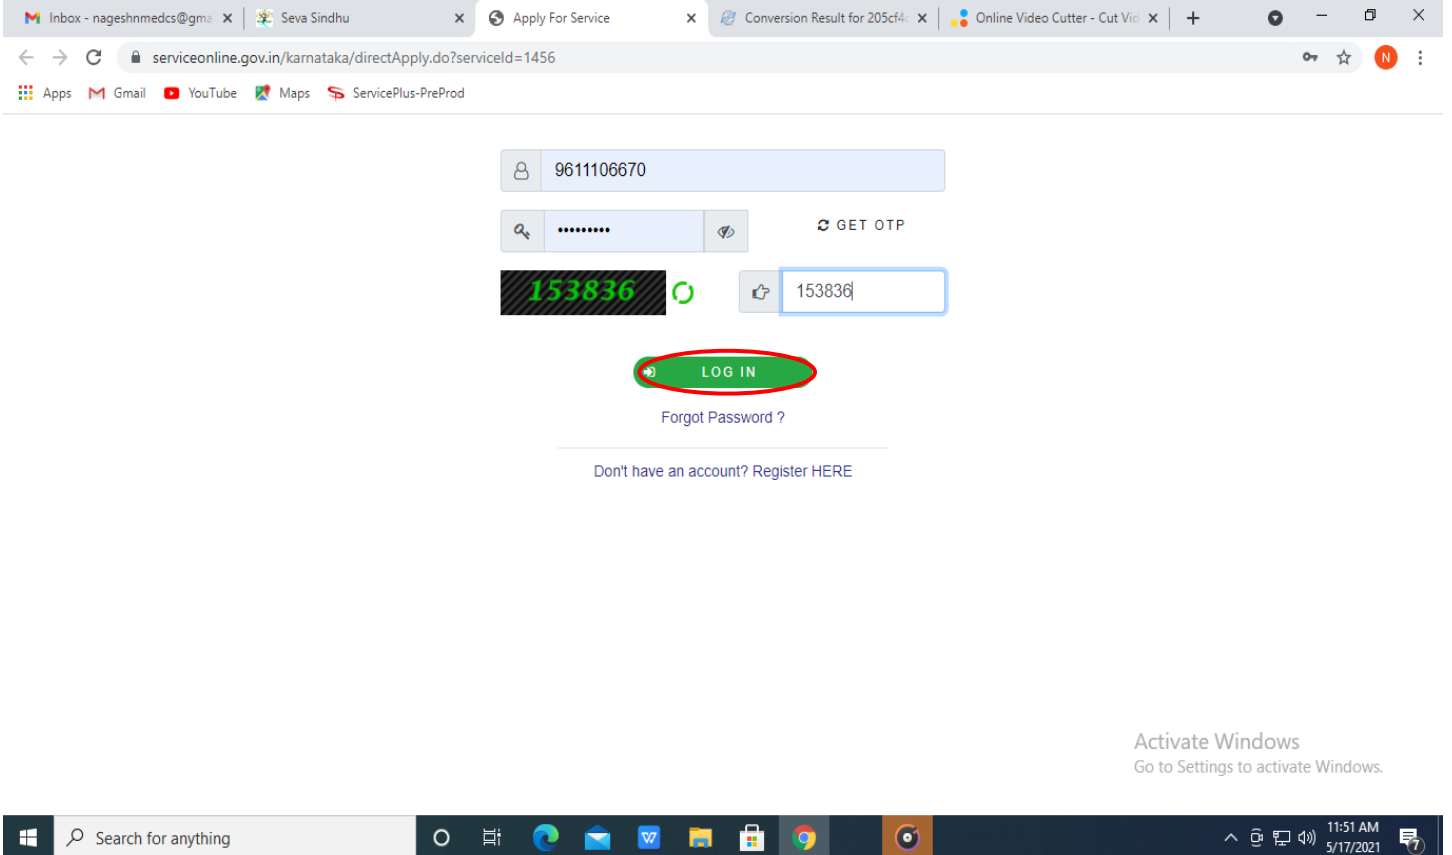 Inbox - nageshnmedcs@gma
Seva Sindhu
Apply For Service
Conversion Result for 205cf4
Online Video Cutter - Cut Vid
serviceonline.gov.in/karnataka/directApply.do?serviceId=1456
N
Apps
Gmail
YouTube
Maps
ServicePlus-PreProd
9611106670
•••••••••
GET OTP
153836
153836
LOG IN
Forgot Password ?
Don't have an account? Register HERE
Activate Windows
Go to Settings to activate Windows.
Search for anything
11:51 AM
5/17/2021
7